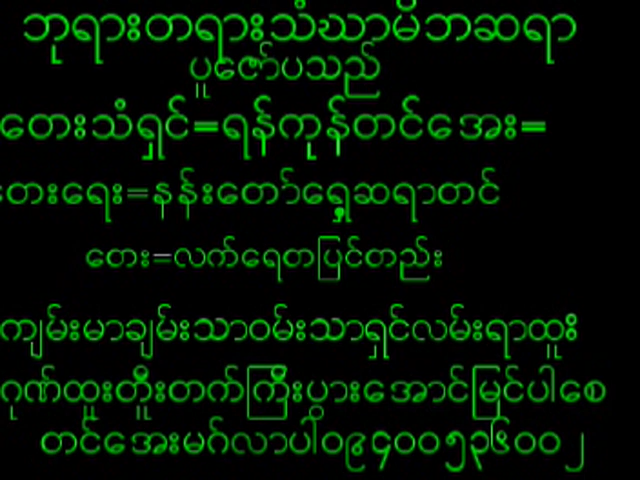 ဘုရားတရားသံဃာမိဘဆရာ
ပူဇော်ပသည်
တေးသံရှင်=ရန်ကုန်တင်အေး=
တေးရေး=နန်းတော်ရှေ့ဆရာတင်
တေး=လက်ရေတပြင်တည်း
ကျမ်းမာချမ်းသာဝမ်းသာရှင်လမ်းရာထူး
ဂုဏ်ထူးတိုးတက်ကြီးပွားအောင်မြင်ပါစေ
တင်အေးမင်္ဂလာပါ၀၉၄၀၀၅၃၆၀၀၂